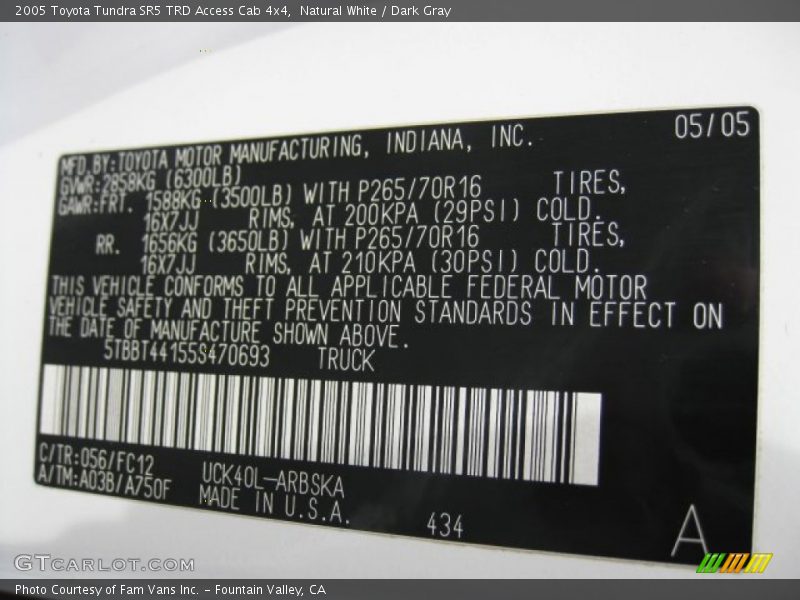 2005 Toyota Tundra SR5 TRD Access Cab 4x4,  Natural White / Dark Gray
05/05
MFD.BY:TOYOTA MOTOR MANUFACTURING, INDIANA, INC.
GVWR:2858KG (6300LB)
GAWR:FRT. 1588KG (3500LB) WITH P265/70R16 TIRES,
16X7JJ RIMS, AT 200KPA (29PSI) COLD.
RR. 1656KG (3650LB) WITH P265/70R16 TIRES,
16X7JJ RIMS, AT 210KPA (30PSI) COLD.
THIS VEHICLE CONFORMS TO ALL APPLICABLE FEDERAL MOTOR
VEHICLE SAFETY AND THEFT PREVENTION STANDARDS IN EFFECT ON
THE DATE OF MANUFACTURE SHOWN ABOVE.
5TBBT44155S470693 TRUCK
C/TR:056/FC12 UCK40L-ARBSKA
A/TM:A03B/A750F MADE IN U.S.A.
434
A
GTCARLOT.COM
Photo Courtesy of Fam Vans Inc. - Fountain Valley, CA